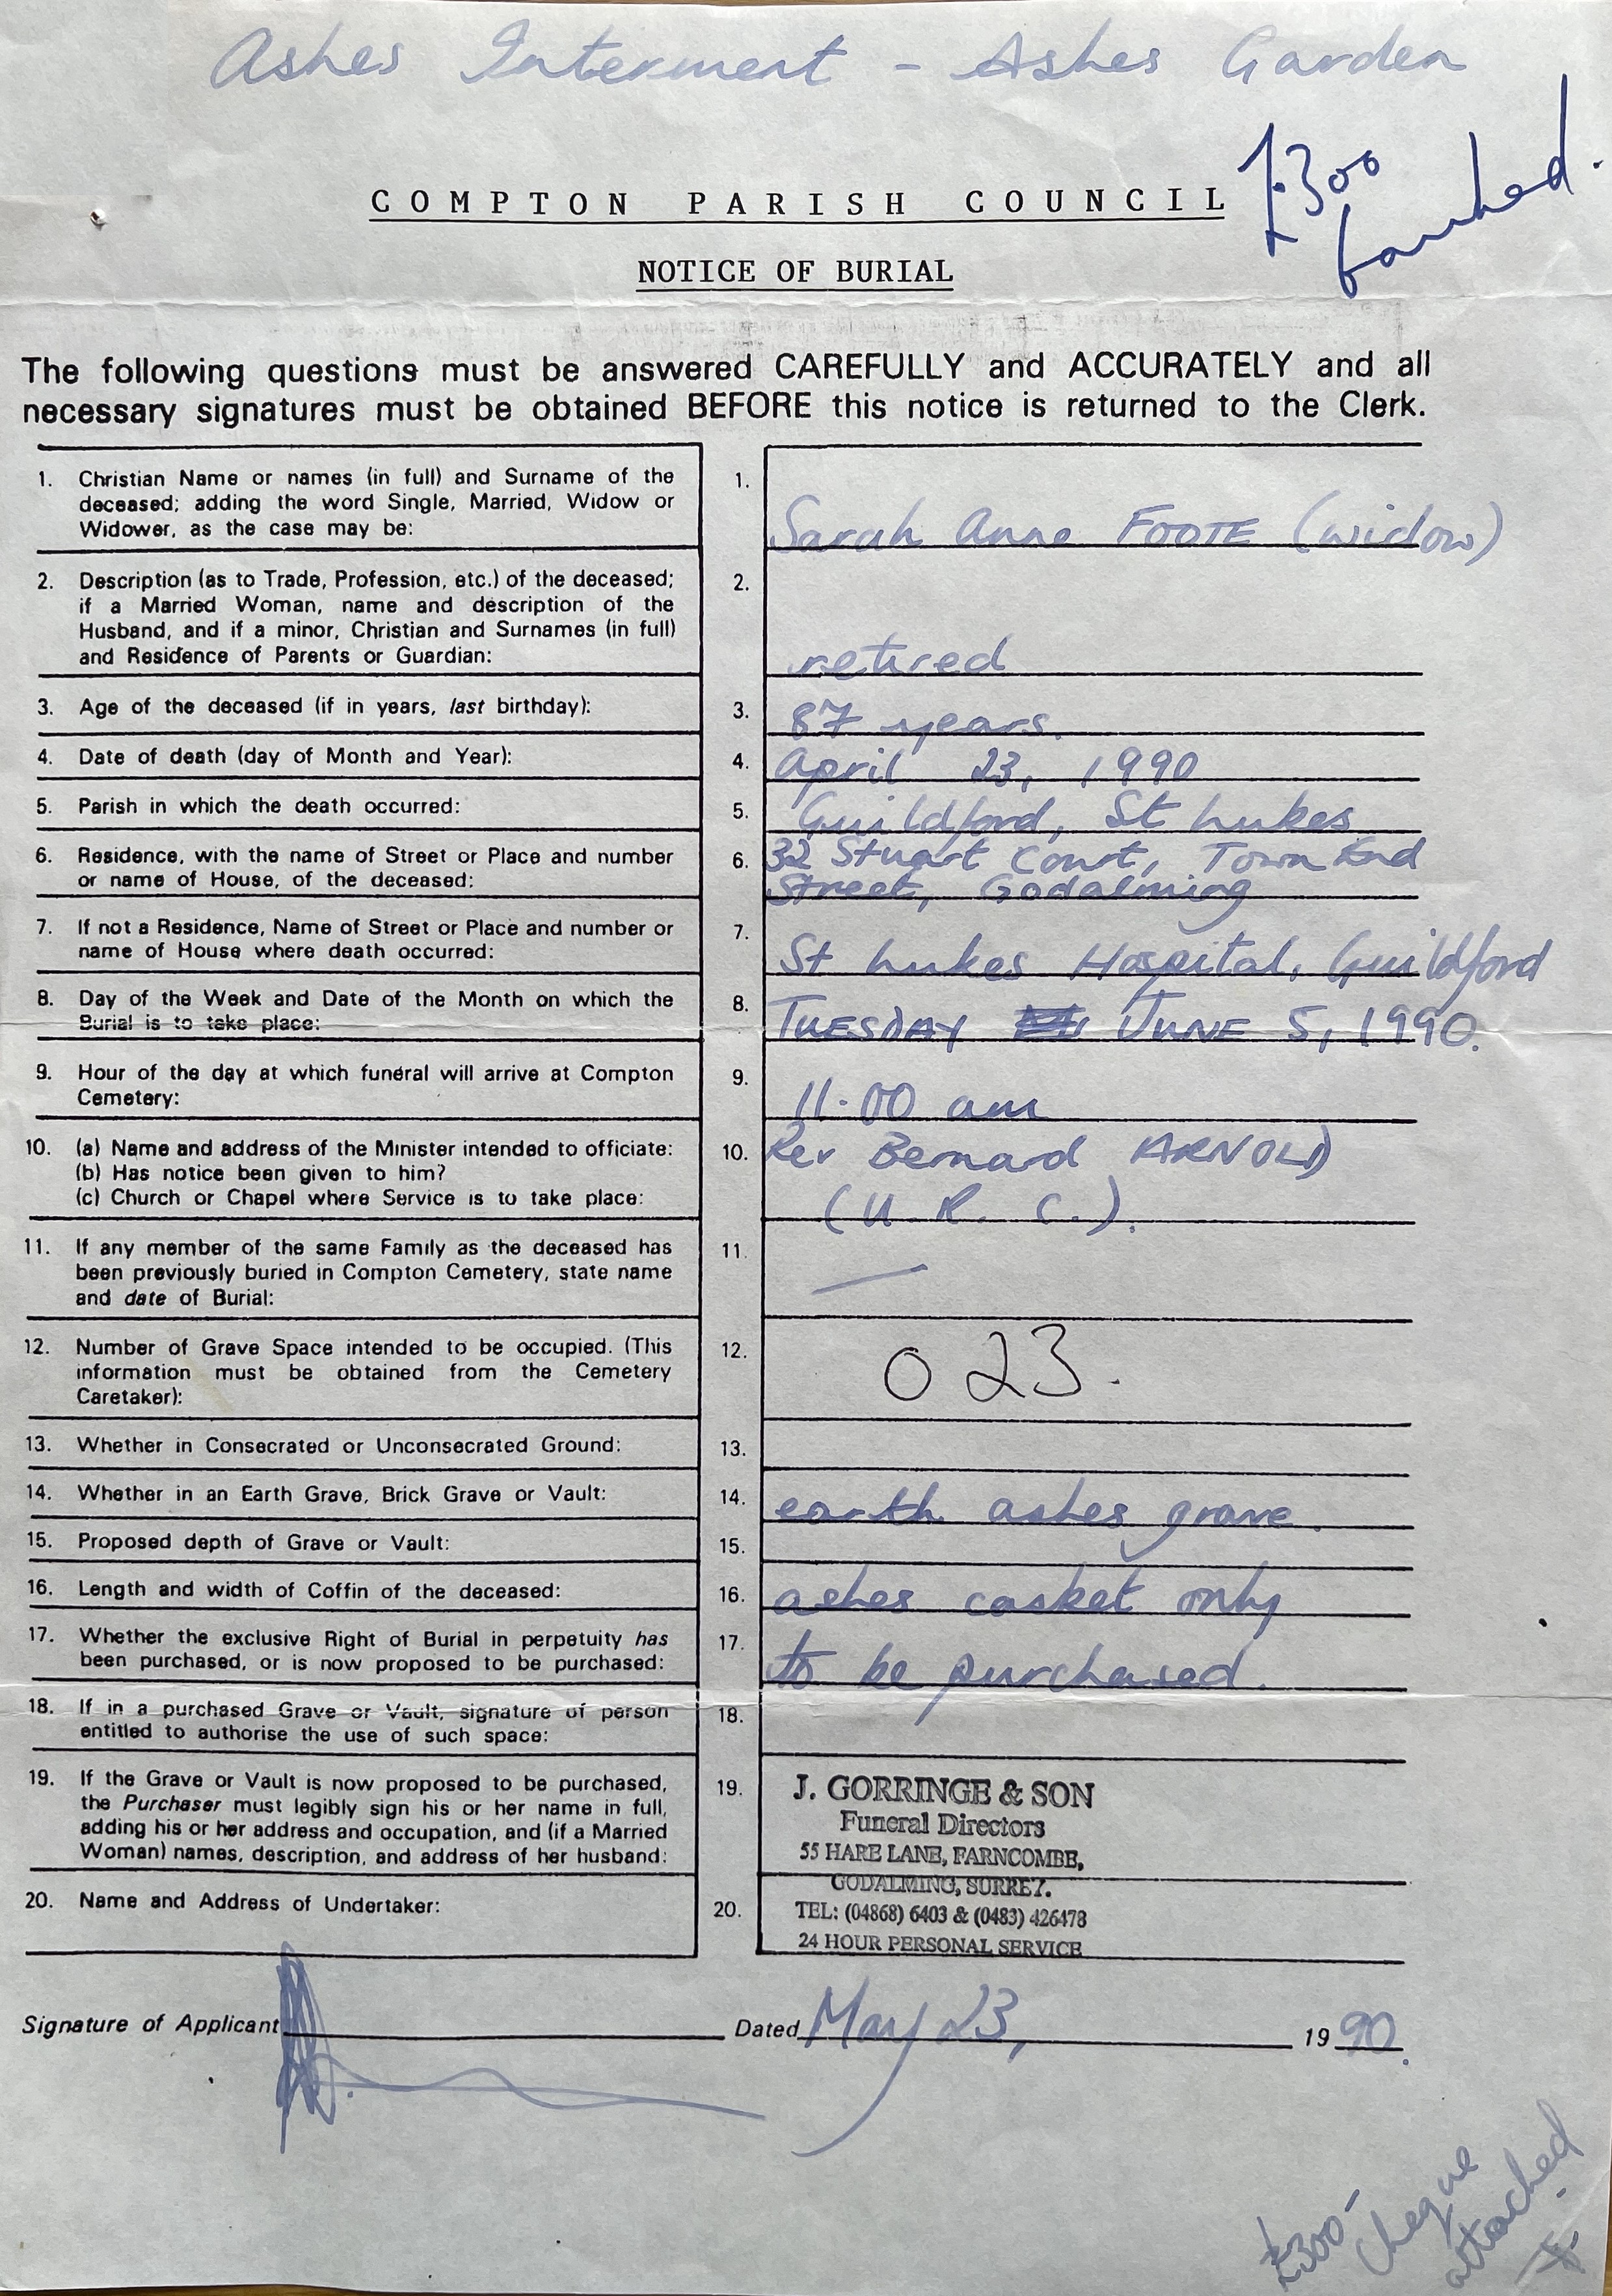 Ashes Interment - Ashes Garden
£300
banked.
COMPTON PARISH COUNCIL
NOTICE OF BURIAL
The following questions must be answered CAREFULLY and ACCURATELY and all
necessary signatures must be obtained BEFORE this notice is returned to the Clerk.
1. Christian Name or names (in full) and Surname of the
deceased; adding the word Single, Married, Widow or
Widower, as the case may be:
1. Sarah Anne FOOTE (widow)
2. Description (as to Trade, Profession, etc.) of the deceased;
if a Married Woman, name and description of the
Husband, and if a minor, Christian and Surnames (in full)
and Residence of Parents or Guardian:
2. retired
3. Age of the deceased (if in years, last birthday):
3. 87 years.
4. Date of death (day of Month and Year):
4. April 23, 1990
5. Parish in which the death occurred:
5. Guildford, St Lukes
6. Residence, with the name of Street or Place and number
or name of House, of the deceased:
6. 32 Stuart Court, Town End
Street, Godalming
7. If not a Residence, Name of Street or Place and number or
name of House where death occurred:
7. St Lukes Hospital, Guildford
8. Day of the Week and Date of the Month on which the
Burial is to take place:
8. TUESDAY JUNE 5, 1990.
9. Hour of the day at which funeral will arrive at Compton
Cemetery:
9. 11.00 am
10. (a) Name and address of the Minister intended to officiate:
(b) Has notice been given to him?
(c) Church or Chapel where Service is to take place:
10. Rev Bernard ARNOLD
(U.R.C.).
11. If any member of the same Family as the deceased has
been previously buried in Compton Cemetery, state name
and date of Burial:
11. —
12. Number of Grave Space intended to be occupied. (This
information must be obtained from the Cemetery
Caretaker):
12. O 23.
13. Whether in Consecrated or Unconsecrated Ground:
13.
14. Whether in an Earth Grave, Brick Grave or Vault:
14. earth ashes grave.
15. Proposed depth of Grave or Vault:
15.
16. Length and width of Coffin of the deceased:
16. ashes casket only
17. Whether the exclusive Right of Burial in perpetuity has
been purchased, or is now proposed to be purchased:
17. to be purchased.
18. If in a purchased Grave or Vault, signature of person
entitled to authorise the use of such space:
18.
19. If the Grave or Vault is now proposed to be purchased,
the Purchaser must legibly sign his or her name in full,
adding his or her address and occupation, and (if a Married
Woman) names, description, and address of her husband:
19. J. GORRINGE & SON
Funeral Directors
55 HARE LANE, FARNCOMBE,
GODALMING, SURREY.
20. Name and Address of Undertaker:
20. TEL: (04868) 6403 & (0483) 426478
24 HOUR PERSONAL SERVICE
Signature of Applicant
Dated May 23, 1990.
£300-
cheque
attached